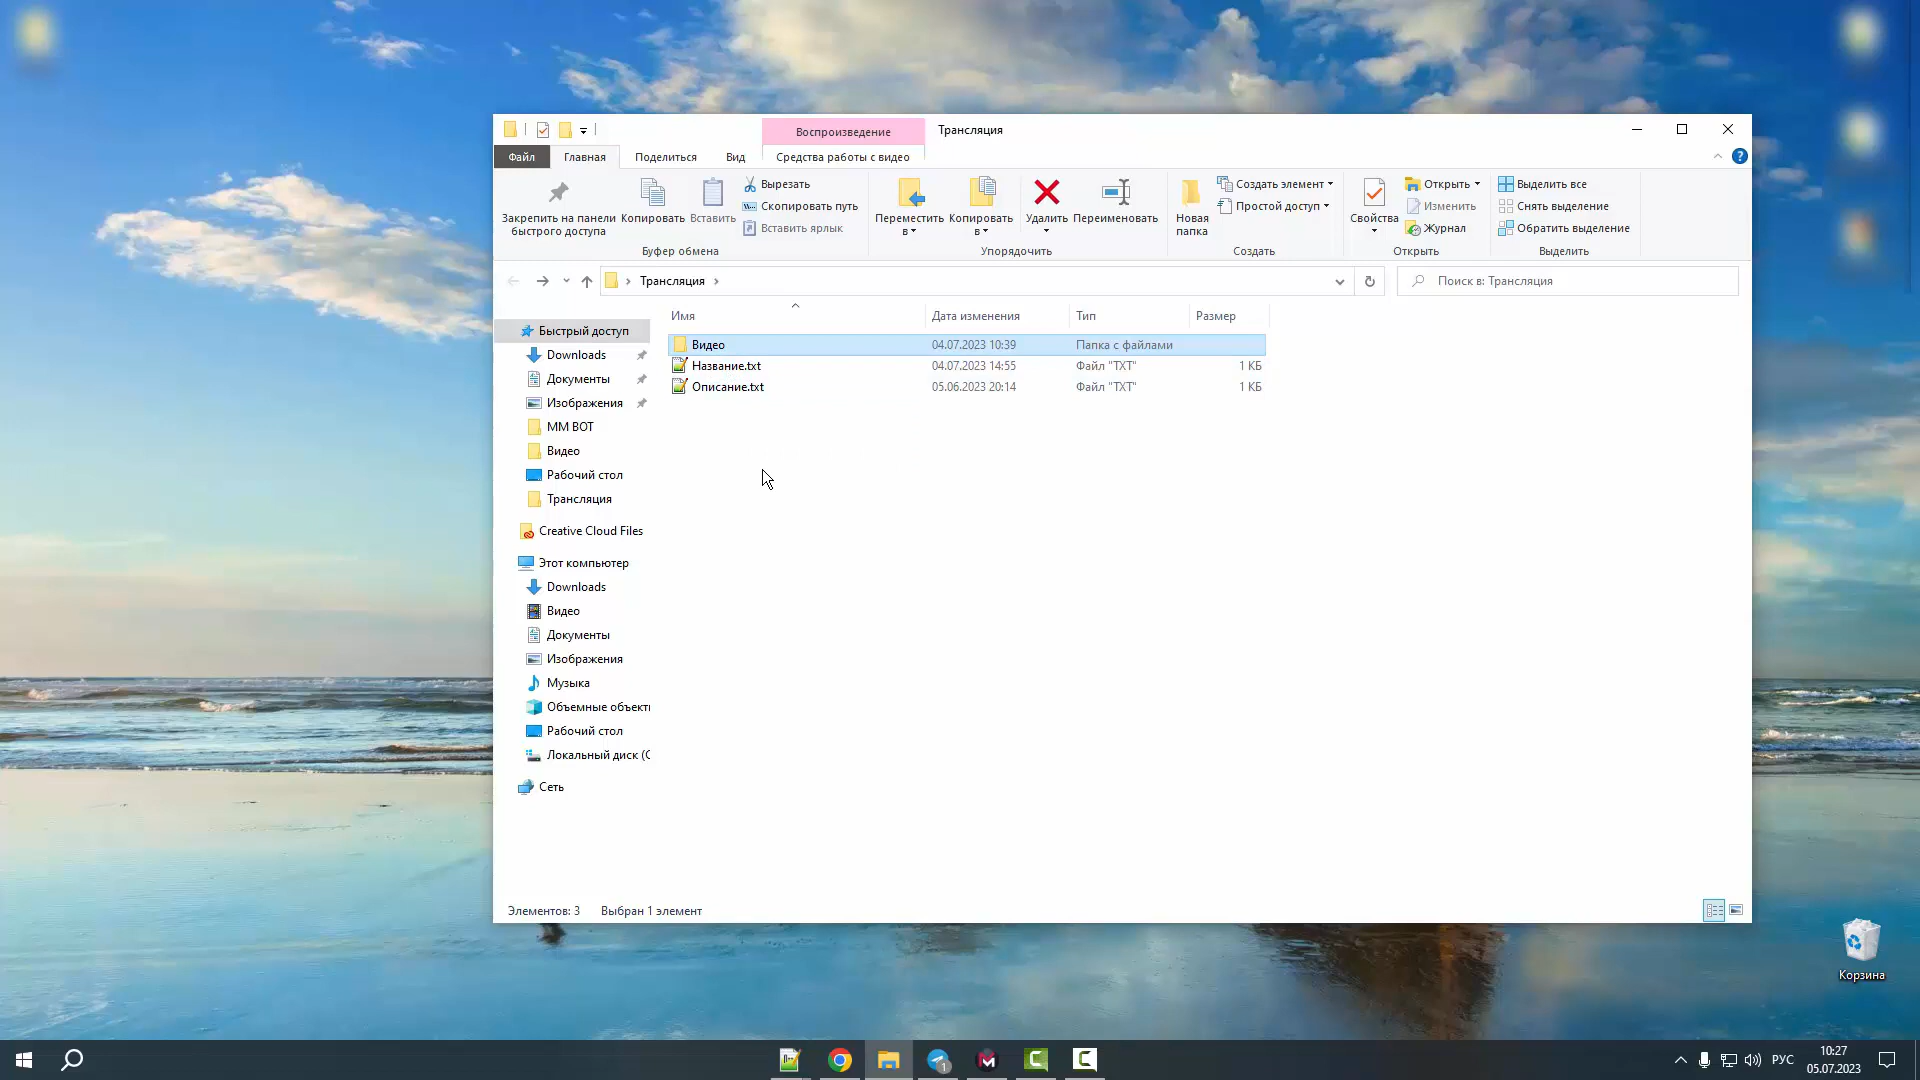 Воспроизведение
Трансляция
Файл
Главная
Поделиться
Вид
Средства работы с видео
?
Закрепить на панели
быстрого доступа
Копировать
Вставить
Вырезать
Скопировать путь
Вставить ярлык
Буфер обмена
Переместить
в
Копировать
в
Удалить
Переименовать
Упорядочить
Новая
папка
Создать элемент
Простой доступ
Создать
Свойства
Открыть
Изменить
Журнал
Открыть
Выделить все
Снять выделение
Обратить выделение
Выделить
Трансляция
Поиск в: Трансляция
Имя
Дата изменения
Тип
Размер
Видео 04.07.2023 10:39 Папка с файлами
Название.txt 04.07.2023 14:55 Файл "TXT" 1 КБ
Описание.txt 05.06.2023 20:14 Файл "TXT" 1 КБ
Быстрый доступ
Downloads
Документы
Изображения
MM BOT
Видео
Рабочий стол
Трансляция
Creative Cloud Files
Этот компьютер
Downloads
Видео
Документы
Изображения
Музыка
Объемные объекты
Рабочий стол
Локальный диск (C
Сеть
Элементов: 3
Выбран 1 элемент
Корзина
1
РУС
10:27
05.07.2023